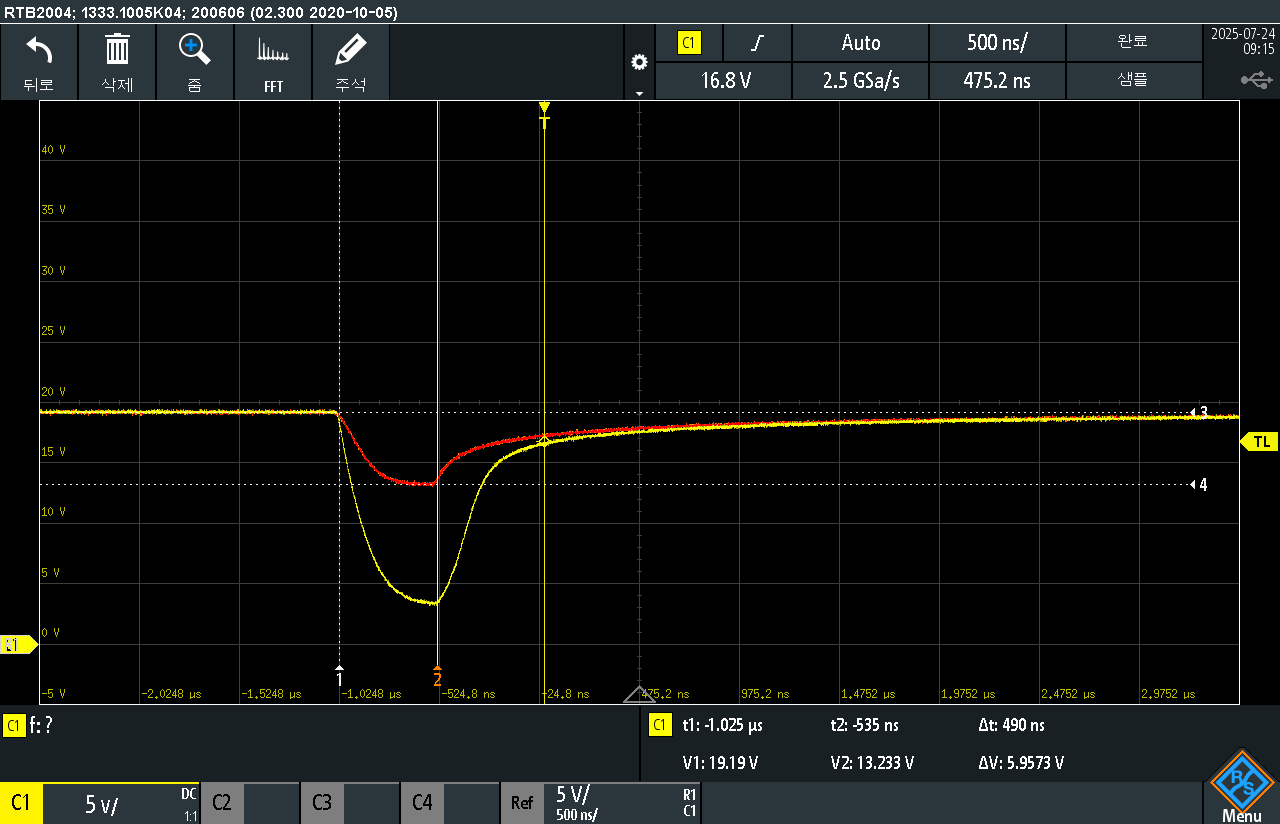 RTB2004; 1333.1005K04; 200606 (02.300 2020-10-05)
뒤로
삭제
줌
FFT
주석
C1
Auto
500 ns/
완료
2025-07-24
09:15
16.8 V
2.5 GSa/s
475.2 ns
샘플
T
40 V
35 V
30 V
25 V
20 V
3
15 V
TL
4
10 V
5 V
0 V
1
2
-5 V
-2.0248 µs
-1.5248 µs
-1.0248 µs
-524.8 ns
-24.8 ns
475.2 ns
975.2 ns
1.4752 µs
1.9752 µs
2.4752 µs
2.9752 µs
C1 f: ?
C1 t1: -1.025 µs t2: -535 ns Δt: 490 ns
V1: 19.19 V V2: 13.233 V ΔV: 5.9573 V
C1
5 V/
DC
1:1
C2
C3
C4
Ref
5 V/
500 ns/
R1
C1
R&S
Menu